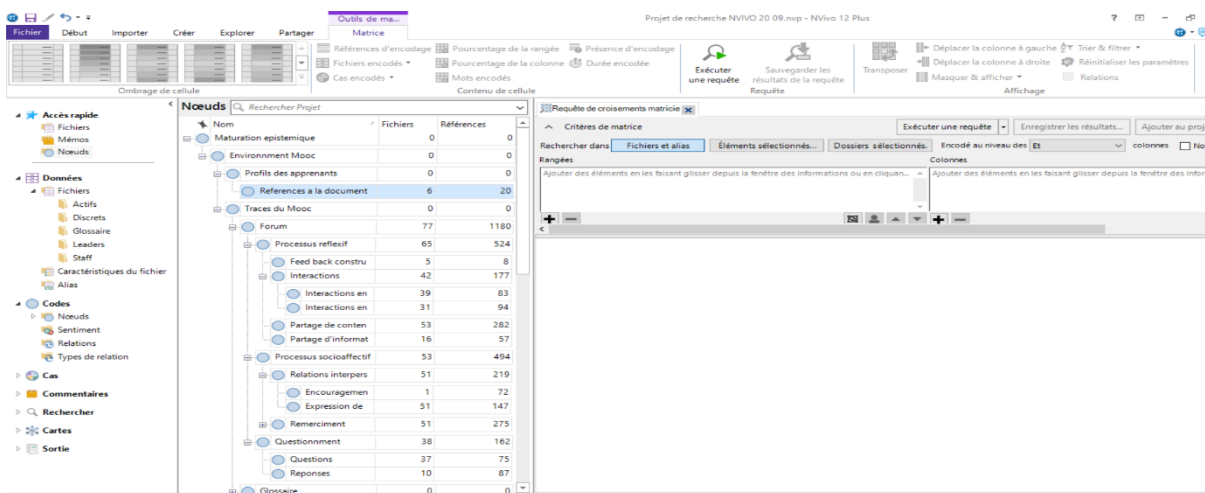 Outils de ma...
Projet de recherche NVIVO 20 09.nvp - NVivo 12 Plus
Fichier Début Importer Créer Explorer Partager Matrice
Références d'encodage Pourcentage de la rangée Présence d'encodage
Fichiers encodés Pourcentage de la colonne Durée encodée
Cas encodés Mots encodés
Exécuter une requête
Sauvegarder les résultats de la requête
Transposer
Déplacer la colonne à gauche Trier & filtrer
Déplacer la colonne à droite Réinitialiser les paramètres
Masquer & afficher Relations
Ombrage de cellule Contenu de cellule Requête Affichage
Accès rapide
Fichiers
Mémos
Nœuds
Données
Fichiers
Actifs
Discrets
Glossaire
Leaders
Staff
Caractéristiques du fichier
Alias
Codes
Nœuds
Sentiment
Relations
Types de relation
Cas
Commentaires
Rechercher
Cartes
Sortie
Nœuds Rechercher Projet
Nom Fichiers Références
Maturation epistemique 0 0
Environment Mooc 0 0
Profils des apprenants 0 0
References a la document 6 20
Traces du Mooc 0 0
Forum 77 1180
Processus reflexif 65 524
Feed back constru 5 8
Interactions 42 177
Interactions en 39 83
Interactions en 31 94
Partage de conten 53 282
Partage d'informat 16 57
Processus socioaffectif 53 494
Relations interpers 51 219
Encouragemen 1 72
Expression de 51 147
Remerciment 51 275
Questionnment 38 162
Questions 37 75
Reponses 10 87
Glossaire 0 0
Requête de croisements matricie
Critères de matrice Exécuter une requête Enregistrer les résultats... Ajouter au proj
Rechercher dans Fichiers et alias Éléments sélectionnés... Dossiers sélectionnés. Encodé au niveau des Et colonnes No
Rangées Colonnes
Ajouter des éléments en les faisant glisser depuis la fenêtre des informations ou en cliquan... Ajouter des éléments en les faisant glisser depuis la fenêtre des infor